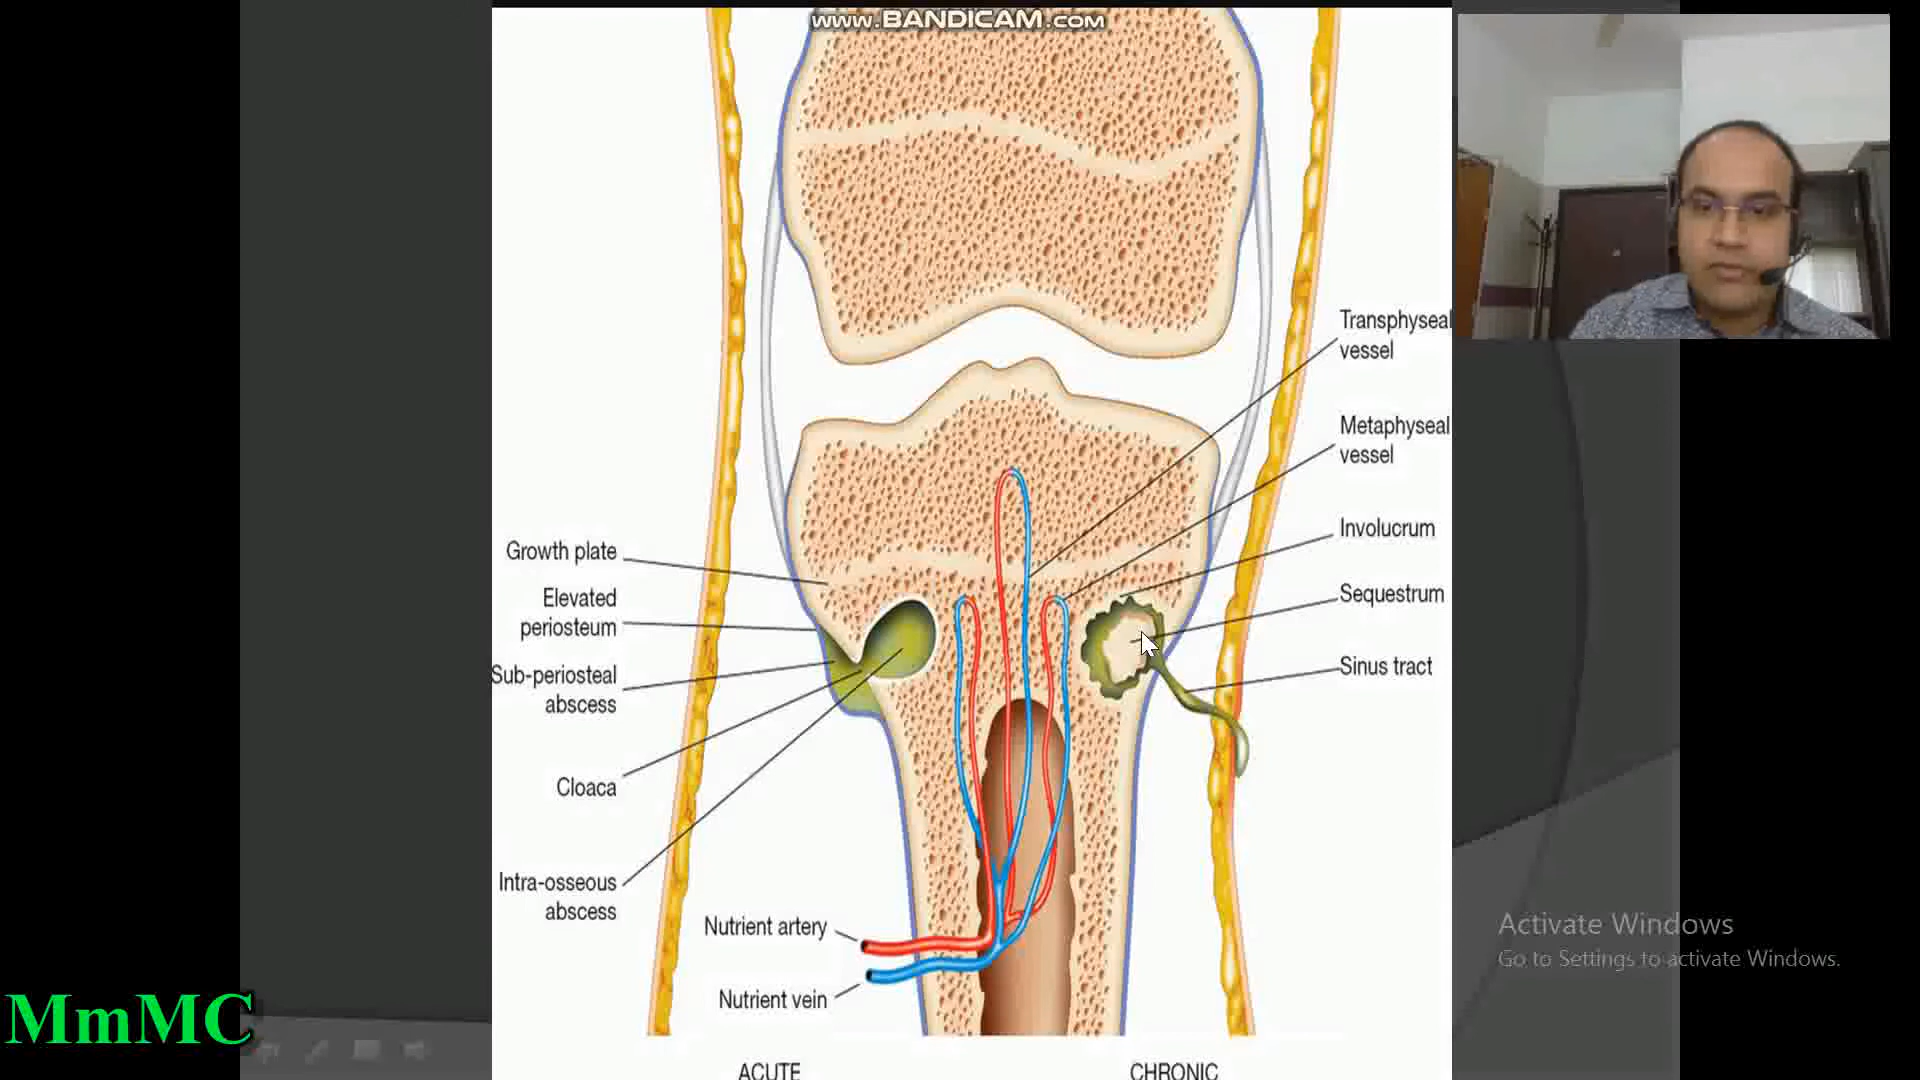 www.BANDICAM.com
Transphyseal
vessel
Metaphyseal
vessel
Involucrum
Sequestrum
Sinus tract
Growth plate
Elevated
periosteum
Sub-periosteal
abscess
Cloaca
Intra-osseous
abscess
Nutrient artery
Nutrient vein
ACUTE
CHRONIC
Activate Windows
Go to Settings to activate Windows.
MmMC